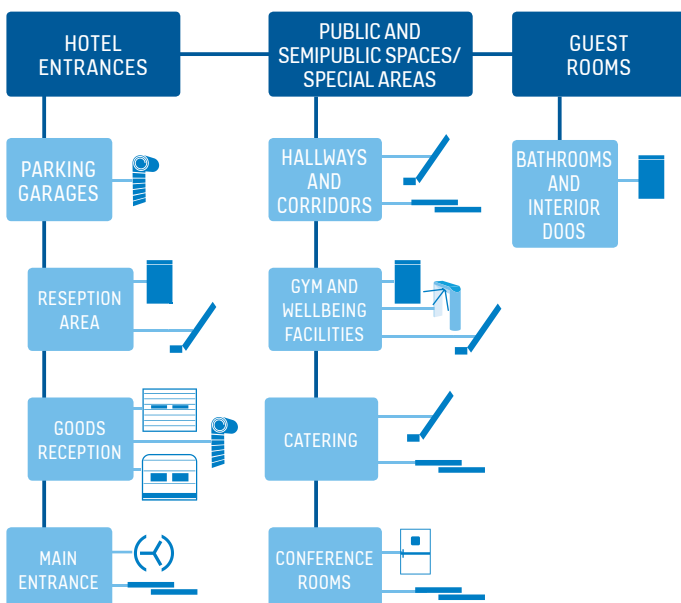 HOTEL
ENTRANCES
PUBLIC AND
SEMIPUBLIC SPACES/
SPECIAL AREAS
GUEST
ROOMS
PARKING
GARAGES
HALLWAYS
AND
CORRIDORS
BATHROOMS
AND
INTERIOR
DOOS
RESEPTION
AREA
GYM AND
WELLBEING
FACILITIES
GOODS
RECEPTION
CATERING
MAIN
ENTRANCE
CONFERENCE
ROOMS